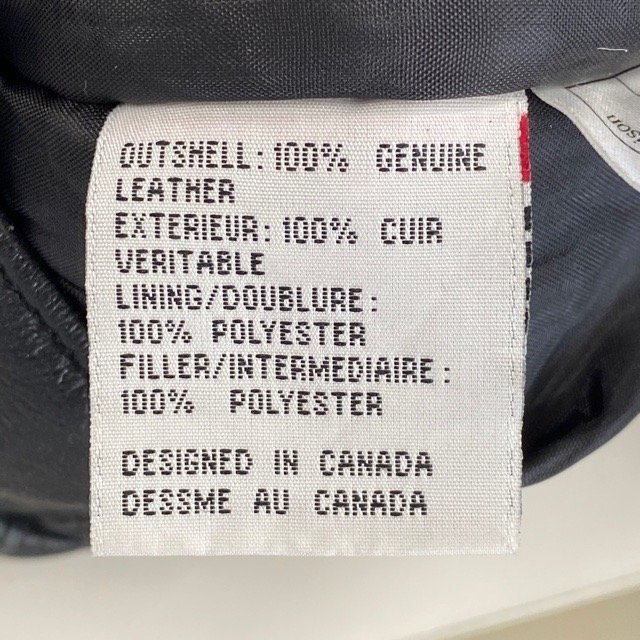 OUTSHELL: 100% GENUINE
LEATHER
EXTERIEUR: 100% CUIR
VERITABLE
LINING/DOUBLURE:
100% POLYESTER
FILLER/INTERMEDIAIRE:
100% POLYESTER
DESIGNED IN CANADA
DESSME AU CANADA